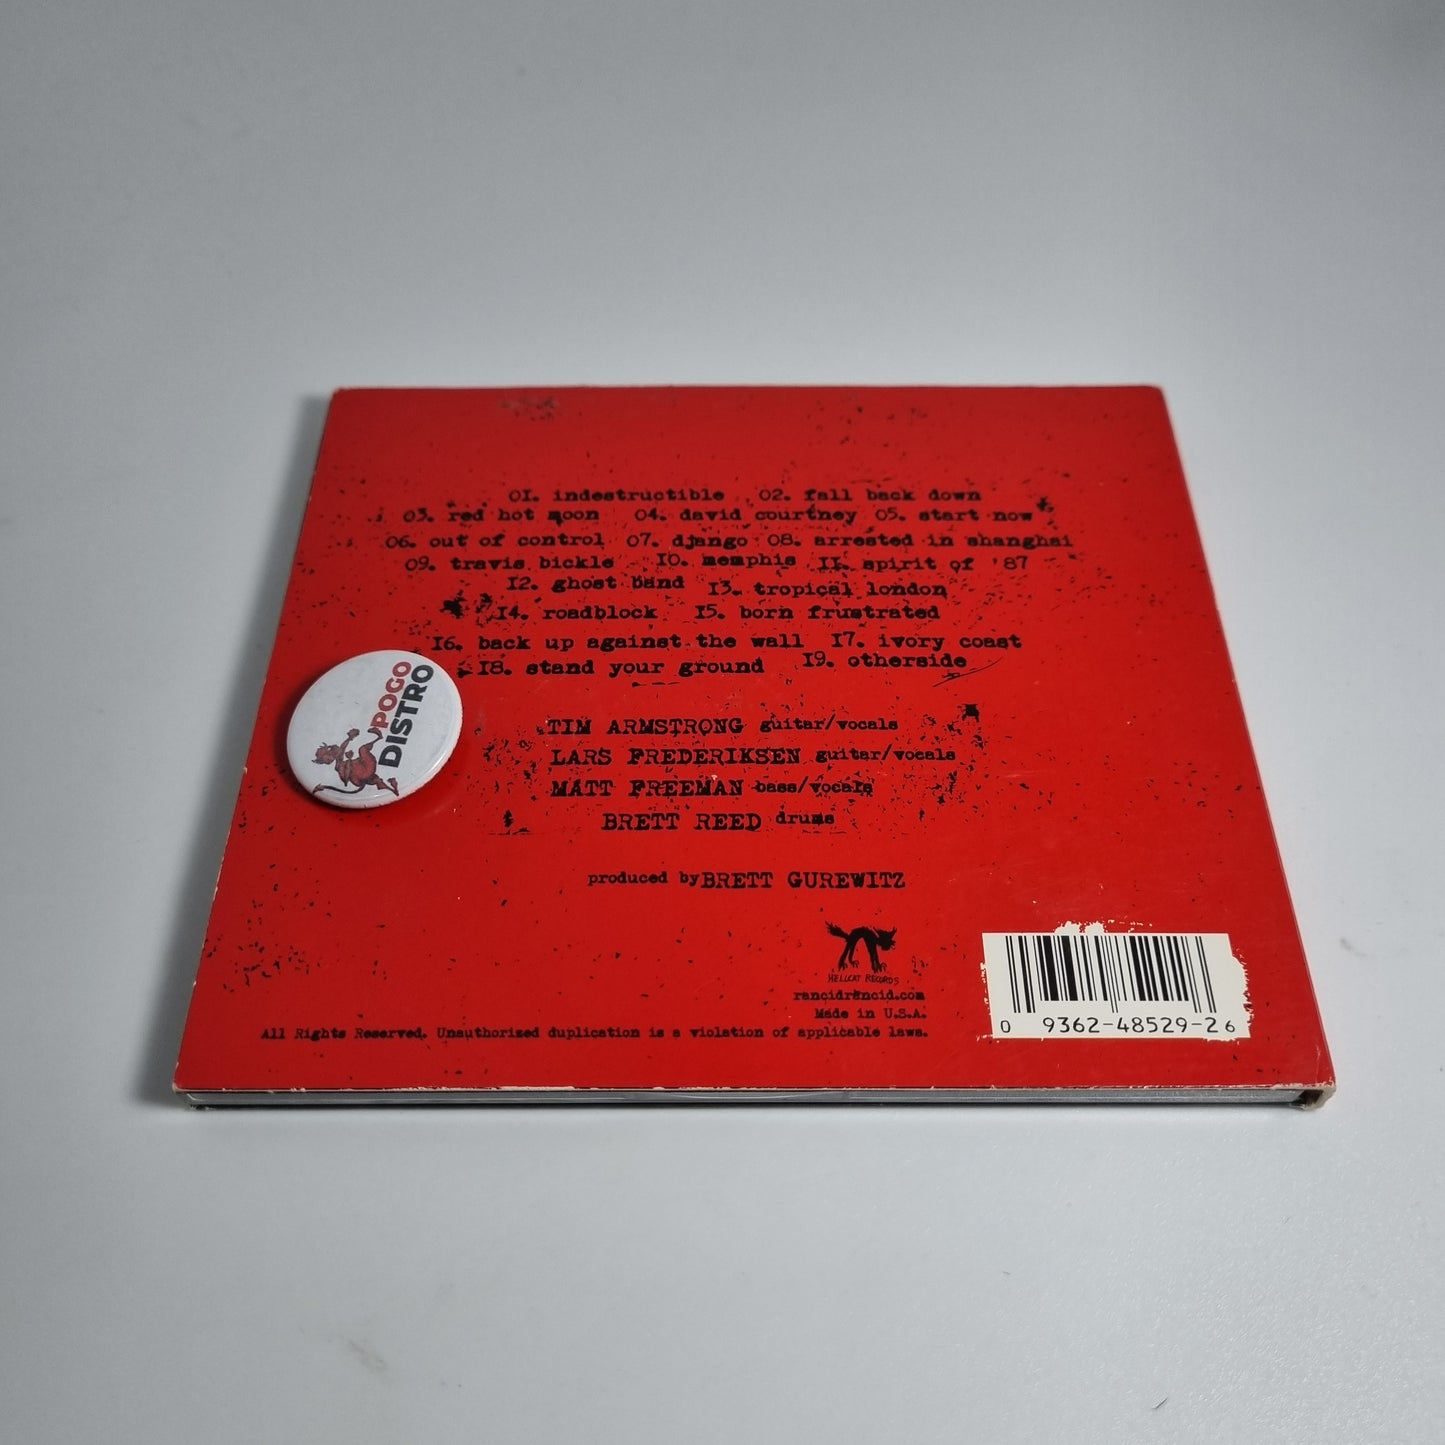 01. indestructible 02. fall back down
03. red hot moon 04. david courtney 05. start now
06. out of control 07. django 08. arrested in shanghai
09. travis bickle 10. memphis 11. spirit of '87
12. ghost band 13. tropical london
14. roadblock 15. born frustrated
16. back up against the wall 17. ivory coast
18. stand your ground 19. otherside
POGO
DISTRO
TIM ARMSTRONG guitar/vocals
LARS FREDERIKSEN guitar/vocals
MATT FREEMAN bass/vocals
BRETT REED drums
produced by BRETT GUREWITZ
HELLCAT RECORDS
rancidrancid.com
Made in U.S.A.
All Rights Reserved. Unauthorized duplication is a violation of applicable laws.
0 9362-48529-2 6